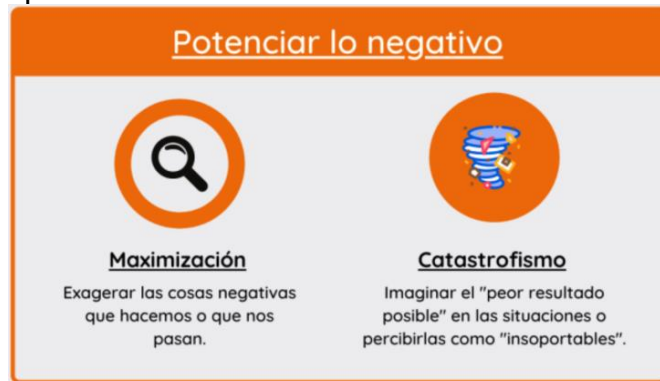 Potenciar lo negativo
Maximización
Exagerar las cosas negativas
que hacemos o que nos
pasan.
Catastrofismo
Imaginar el "peor resultado
posible" en las situaciones o
percibirlas como "insoportables".